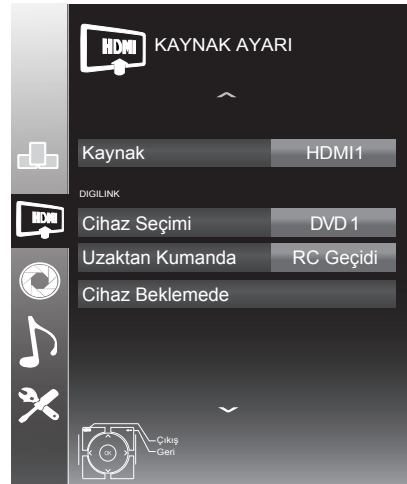 HDMI KAYNAK AYARI
Kaynak HDMI1
DIGILINK
HDMI
Cihaz Seçimi DVD 1
Uzaktan Kumanda RC Geçidi
Cihaz Beklemede
Çıkış
OK
Geri